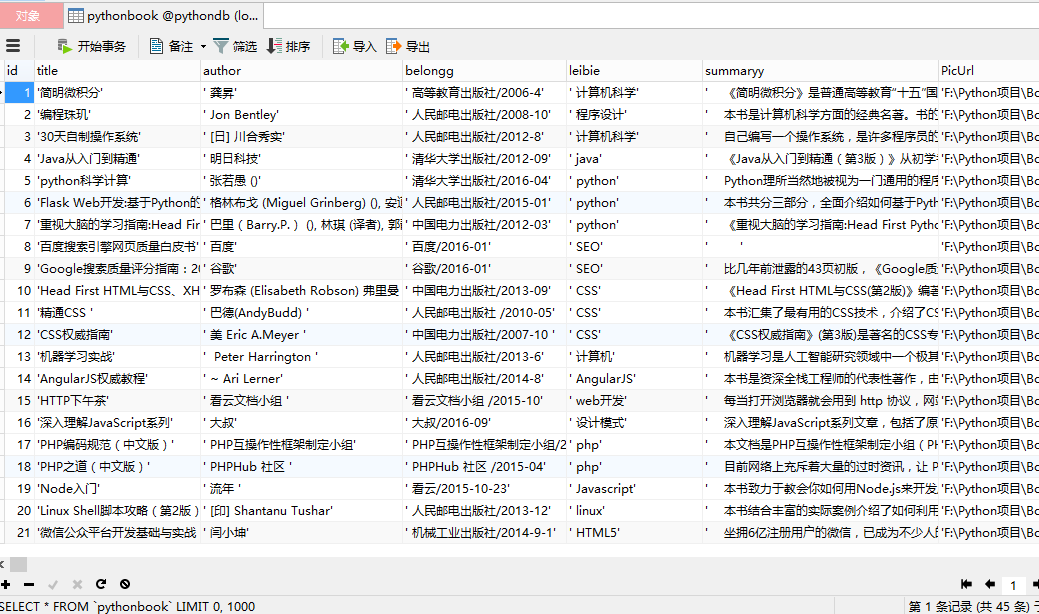 对象 pythonbook @pythondb (lo...
开始事务 备注 筛选 排序 导入 导出
id title author belongg leibie summaryy PicUrl
1 '简明微积分' ' 龚昇' ' 高等教育出版社/2006-4' ' 计算机科学' ' 《简明微积分》是普通高等教育“十五”国 'F:\Python项目\Bo
2 '编程珠玑' ' Jon Bentley' ' 人民邮电出版社/2008-10' ' 程序设计' ' 本书是计算机科学方面的经典名著。书的 'F:\Python项目\Bo
3 '30天自制操作系统' ' [日] 川合秀实' ' 人民邮电出版社/2012-8' ' 计算机科学' ' 自己编写一个操作系统，是许多程序员的 'F:\Python项目\Bo
4 'Java从入门到精通' ' 明日科技' ' 清华大学出版社/2012-09' ' java' ' 《Java从入门到精通（第3版）》从初学 'F:\Python项目\Bo
5 'python科学计算' ' 张若愚 ()' ' 清华大学出版社/2016-04' ' python' ' Python理所当然地被视为一门通用的程序 'F:\Python项目\Bo
6 'Flask Web开发:基于Python的 ' 格林布戈 (Miguel Grinberg) (), 安道 ' 人民邮电出版社/2015-01' ' python' ' 本书共分三部分，全面介绍如何基于Pyth 'F:\Python项目\Bo
7 '重视大脑的学习指南:Head Fir ' 巴里（Barry.P.） (), 林琪 (译者), 郭 ' 中国电力出版社/2012-03' ' python' ' 《重视大脑的学习指南:Head First Pytho 'F:\Python项目\Bo
8 '百度搜索引擎网页质量白皮书' ' 百度' ' 百度/2016-01' ' SEO' ' ' 'F:\Python项目\Bo
9 'Google搜素质量评分指南：20 ' 谷歌' ' 谷歌/2016-01' ' SEO' ' 比几年前泄露的43页初版，《Google质 'F:\Python项目\Bo
10 'Head First HTML与CSS、XH ' 罗布森 (Elisabeth Robson) 弗里曼 ' 中国电力出版社/2013-09' ' CSS' ' 《Head First HTML与CSS(第2版)》编著 'F:\Python项目\Bo
11 '精通CSS ' ' 巴德(AndyBudd) ' ' 人民邮电出版社 /2010-05' ' CSS' ' 本书汇集了最有用的CSS技术，介绍了CS 'F:\Python项目\Bo
12 'CSS权威指南' ' 美 Eric A.Meyer ' ' 中国电力出版社/2007-10 ' ' CSS' ' 《CSS权威指南》(第3版)是著名的CSS专 'F:\Python项目\Bo
13 '机器学习实战' ' Peter Harrington ' ' 人民邮电出版社/2013-6' ' 计算机' ' 机器学习是人工智能研究领域中一个极其 'F:\Python项目\Bo
14 'AngularJS权威教程' ' ~ Ari Lerner' ' 人民邮电出版社/2014-8' ' AngularJS' ' 本书是资深全栈工程师的代表性著作，由 'F:\Python项目\Bo
15 'HTTP下午茶' ' 看云文档小组 ' ' 看云文档小组 /2015-10' ' web开发' ' 每当打开浏览器就会用到 http 协议，网 'F:\Python项目\Bo
16 '深入理解JavaScript系列' ' 大叔' ' 大叔/2016-09' ' 设计模式' ' 深入理解JavaScript系列文章，包括了原 'F:\Python项目\Bo
17 'PHP编码规范（中文版）' ' PHP互操作性框架制定小组' ' PHP互操作性框架制定小组/2 ' php' ' 本文档是PHP互操作性框架制定小组（PH 'F:\Python项目\Bo
18 'PHP之道（中文版）' ' PHPHub 社区 ' ' PHPHub 社区 /2015-04' ' php' ' 目前网络上充斥着大量的过时资讯，让 P 'F:\Python项目\Bo
19 'Node入门' ' 流年 ' ' 看云/2015-10-23' ' Javascript' ' 本书致力于教会你如何用Node.js来开发 'F:\Python项目\Bo
20 'Linux Shell脚本攻略（第2版） ' [印] Shantanu Tushar' ' 人民邮电出版社/2013-12' ' linux' ' 本书结合丰富的实际案例介绍了如何利用 'F:\Python项目\Bo
21 '微信公众平台开发基础与实战 ' 闫小坤' ' 机械工业出版社/2014-9-1' ' HTML5' ' 坐拥6亿注册用户的微信，已成为不少人 'F:\Python项目\Bo
1
SELECT * FROM `pythonbook` LIMIT 0, 1000 第 1 条记录 (共 45 条) 于